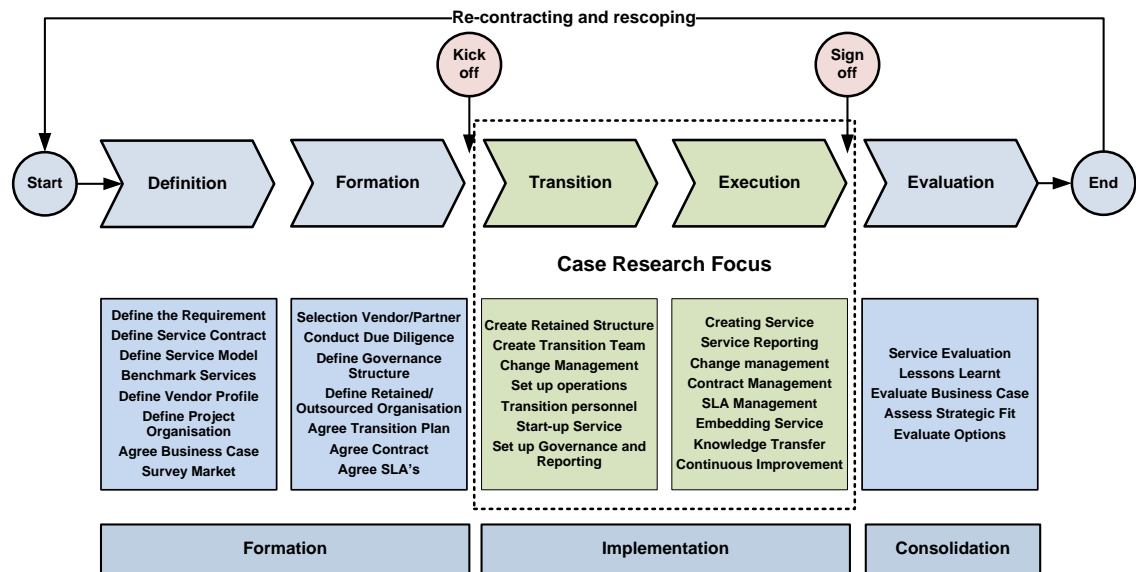 Re-contracting and rescoping
Kick
off
Sign
off
Start
Definition
Formation
Transition
Execution
Evaluation
End
Case Research Focus
Define the Requirement
Define Service Contract
Define Service Model
Benchmark Services
Define Vendor Profile
Define Project
Organisation
Agree Business Case
Survey Market
Selection Vendor/Partner
Conduct Due Diligence
Define Governance
Structure
Define Retained/
Outsourced Organisation
Agree Transition Plan
Agree Contract
Agree SLA's
Create Retained Structure
Create Transition Team
Change Management
Set up operations
Transition personnel
Start-up Service
Set up Governance and
Reporting
Creating Service
Service Reporting
Change management
Contract Management
SLA Management
Embedding Service
Knowledge Transfer
Continuous Improvement
Service Evaluation
Lessons Learnt
Evaluate Business Case
Assess Strategic Fit
Evaluate Options
Formation
Implementation
Consolidation